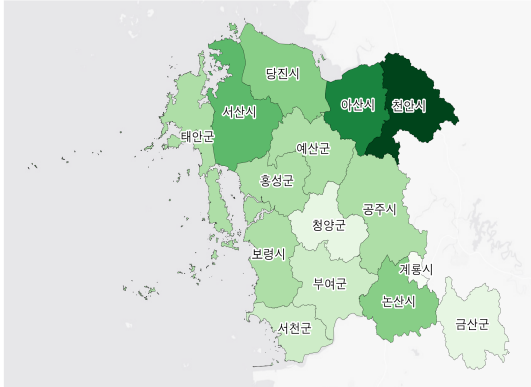 당진시
아산시
천안시
서산시
태안군
예산군
홍성군
공주시
청양군
보령시
계룡시
부여군
논산시
서천군
금산군